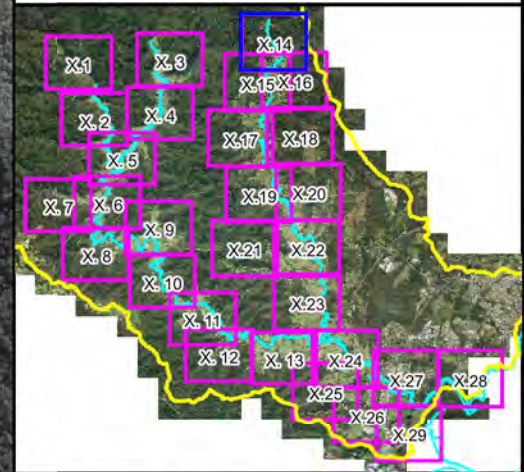 X.14
X.1
X. 3
X.15
X.16
X. 2
X. 4
X.17
X.18
X. 5
X. 7
X. 6
X.19
X.20
X. 9
X. 8
X.21
X.22
X. 10
X.23
X. 11
X. 12
X. 13
X.24
X.27
X.28
X.25
X.26
X.29